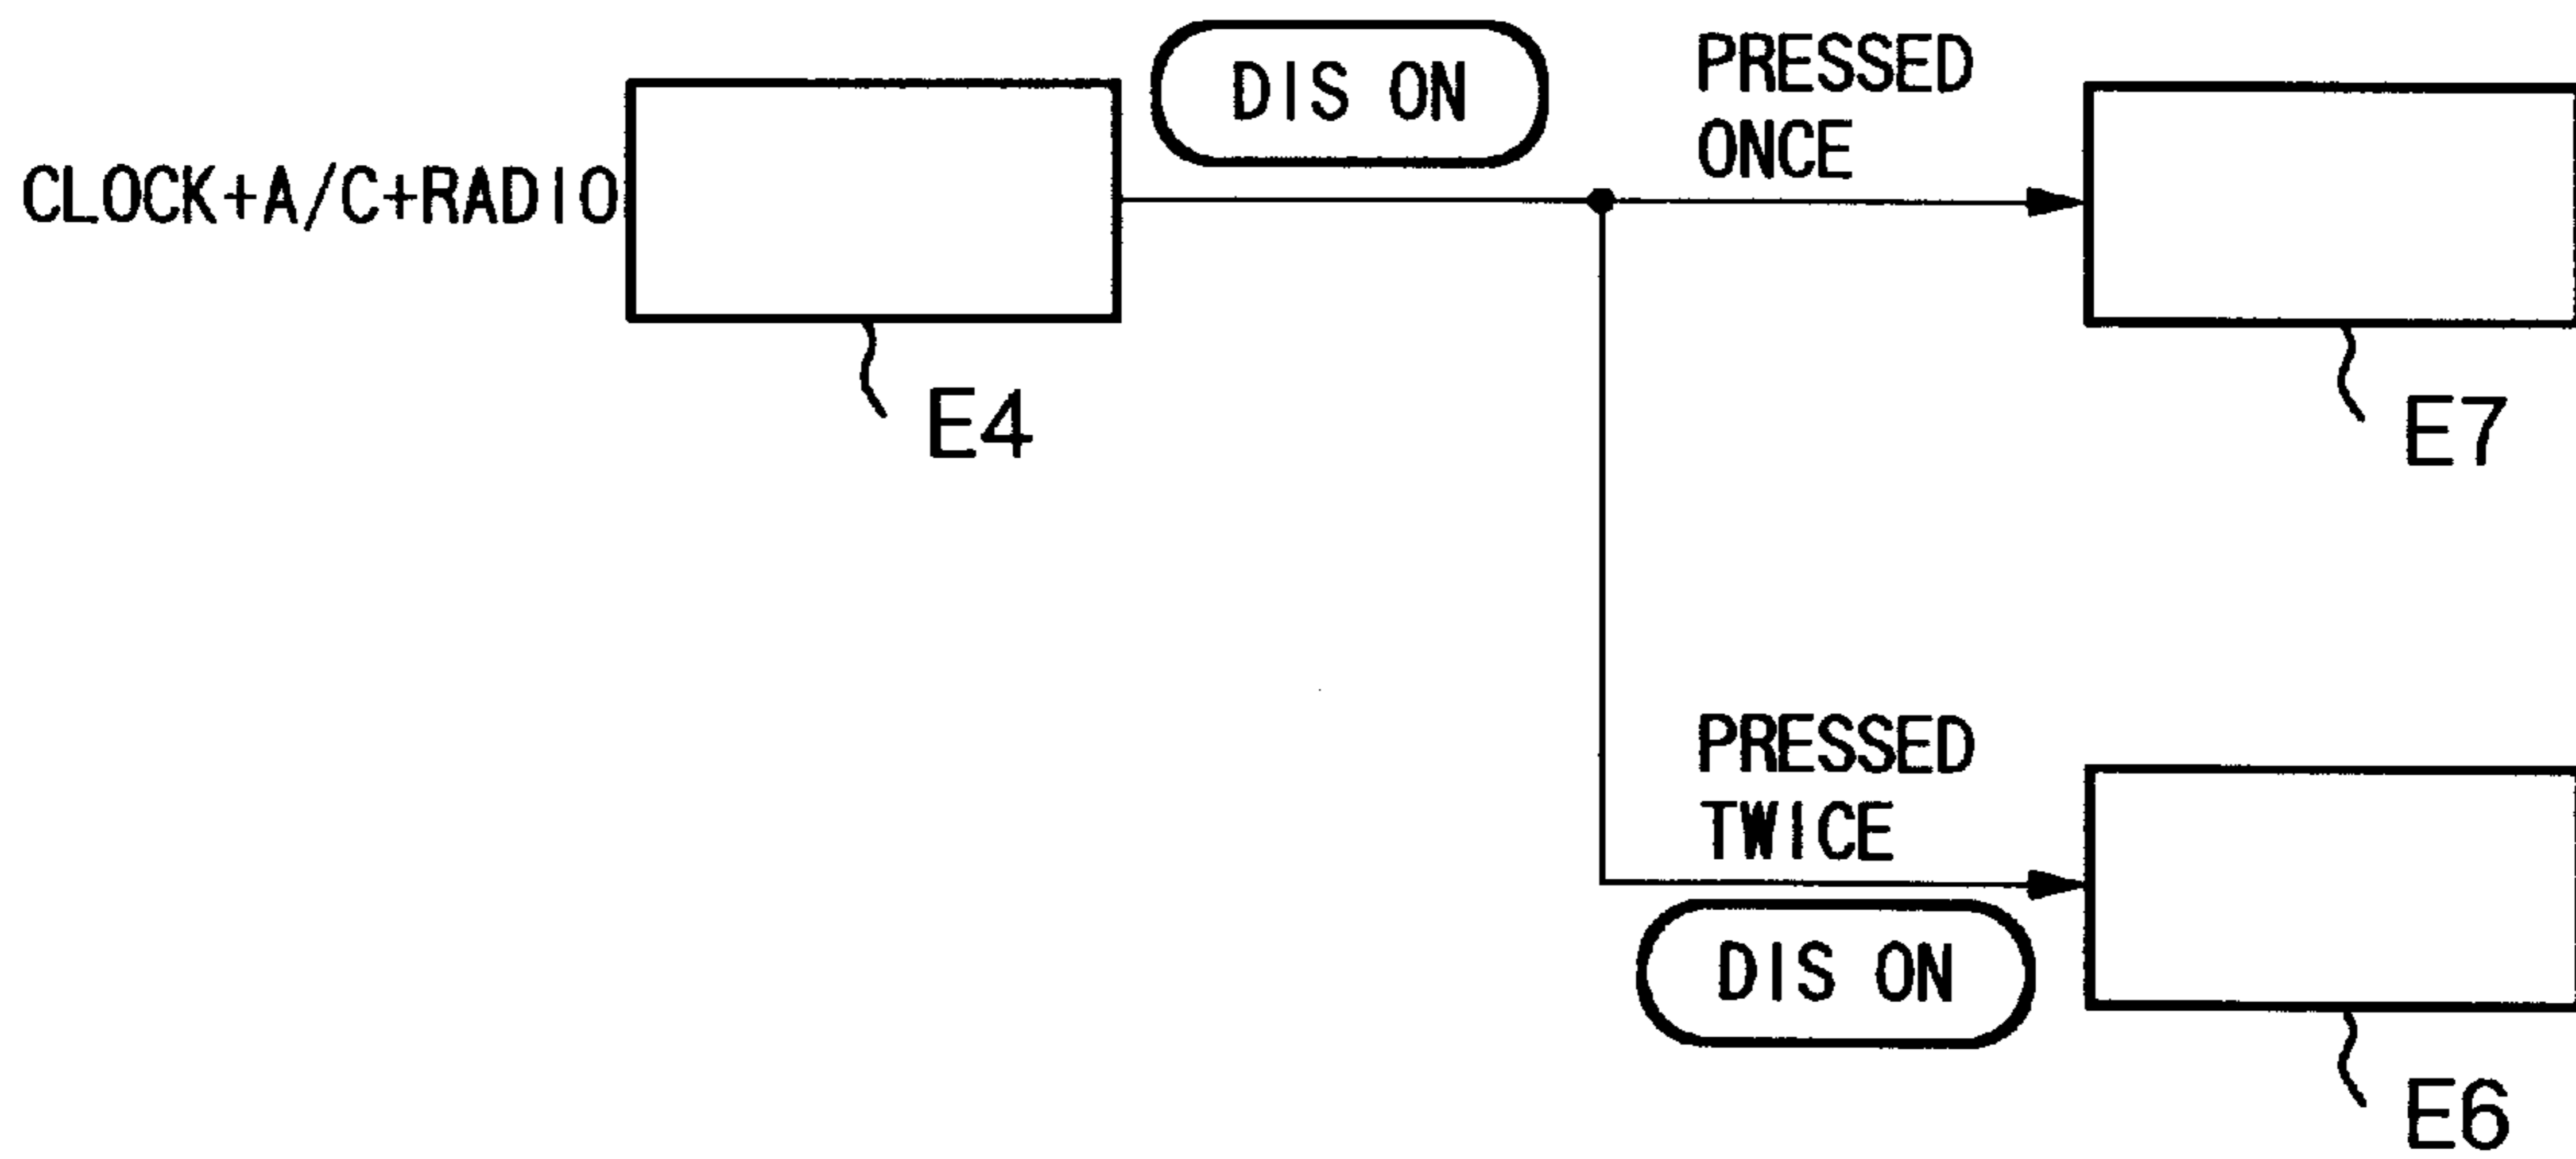 DIS ON
PRESSED
ONCE
CLOCK+A/C+RADIO
E4
E7
PRESSED
TWICE
DIS ON
E6